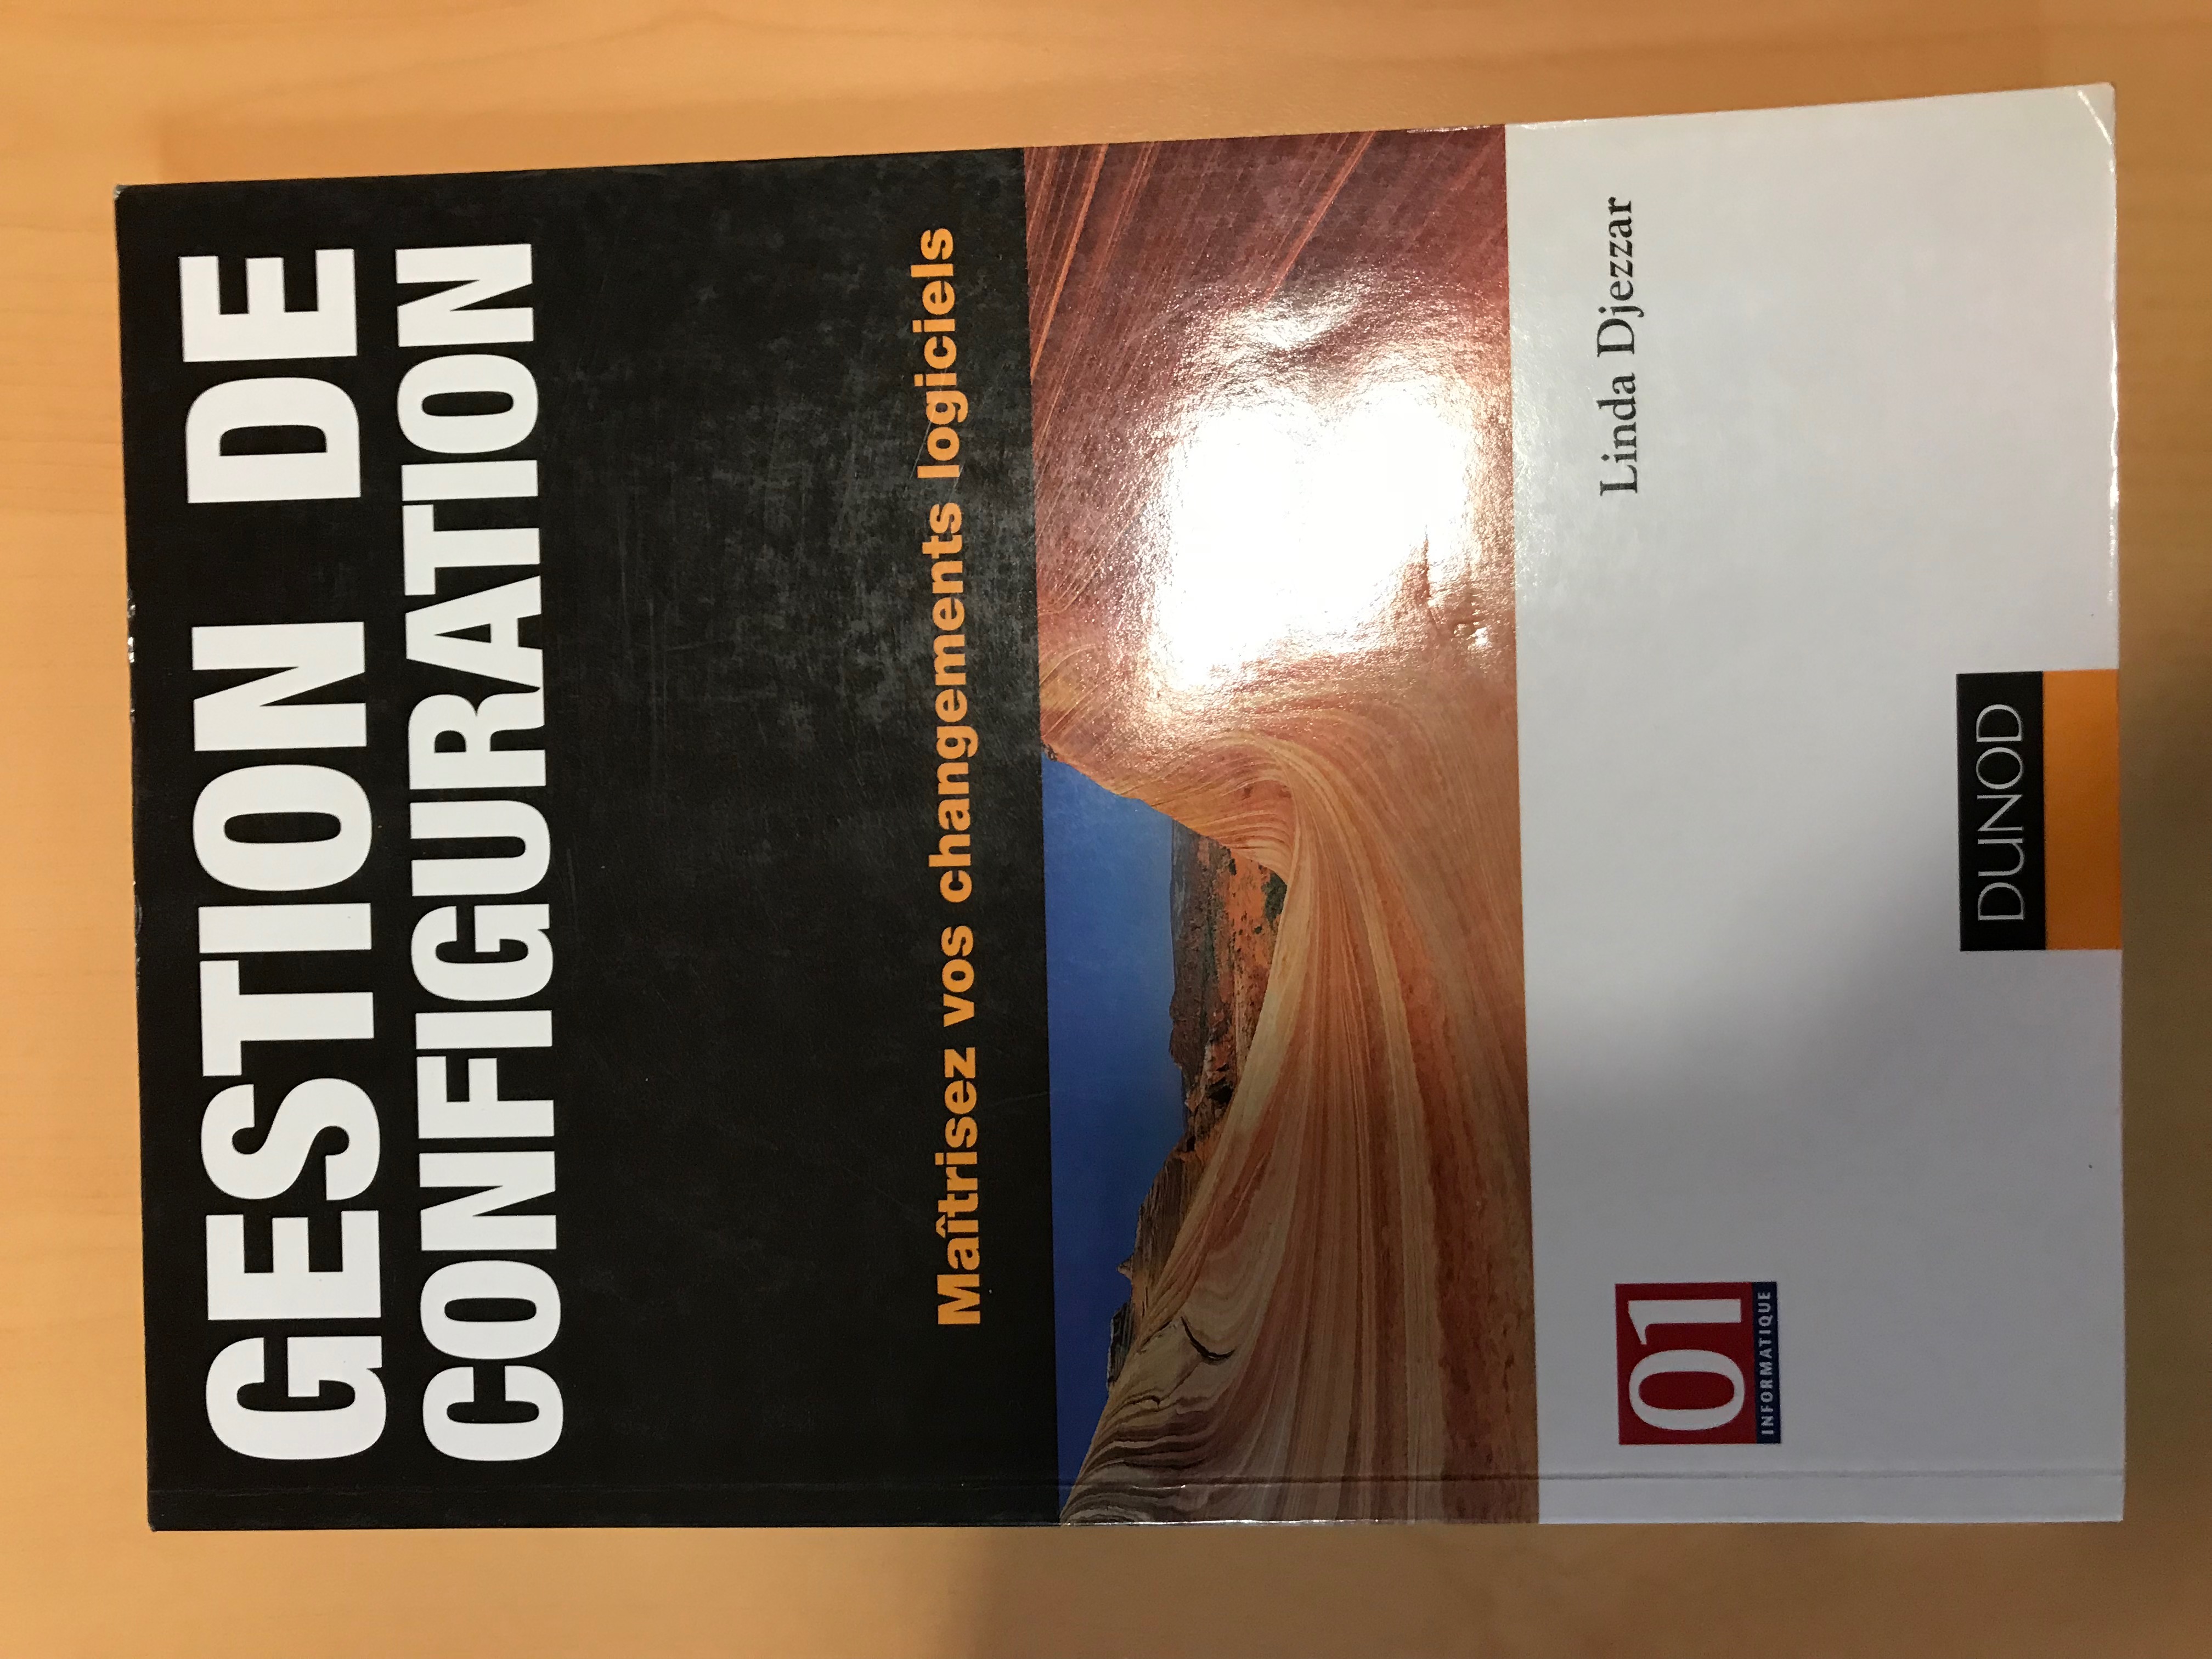 GESTION DE
CONFIGURATION
Maîtrisez vos changements logiciels
Linda Djezzar
01
INFORMATIQUE
DUNOD